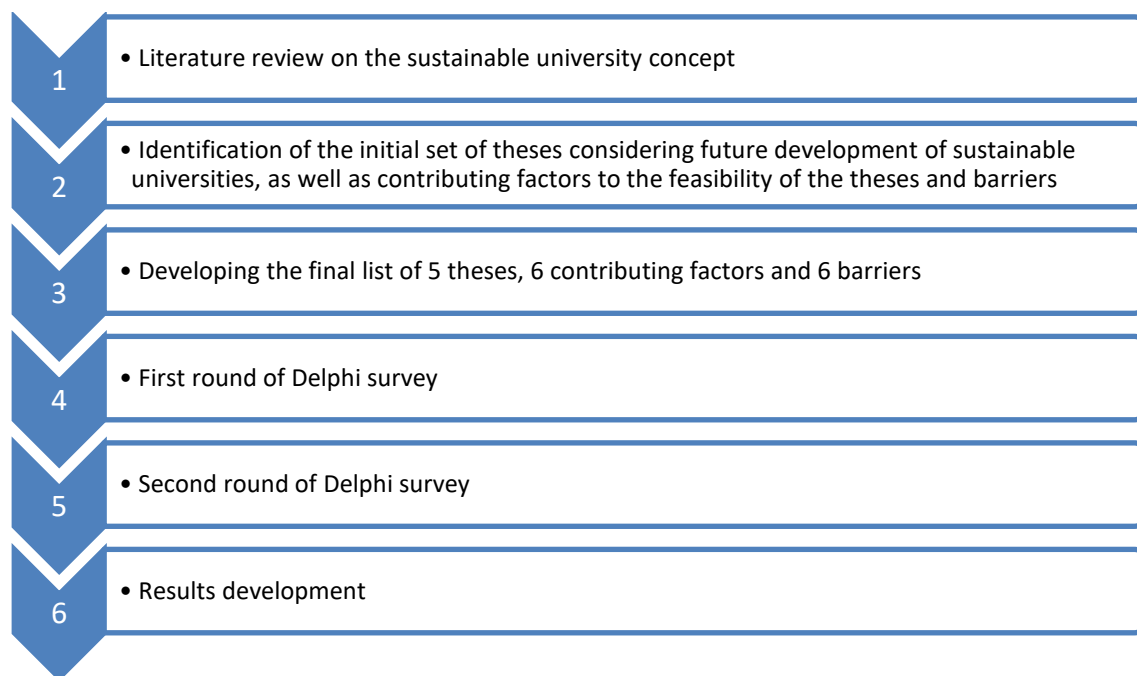 1
• Literature review on the sustainable university concept
2
• Identification of the initial set of theses considering future development of sustainable
universities, as well as contributing factors to the feasibility of the theses and barriers
3
• Developing the final list of 5 theses, 6 contributing factors and 6 barriers
4
• First round of Delphi survey
5
• Second round of Delphi survey
6
• Results development